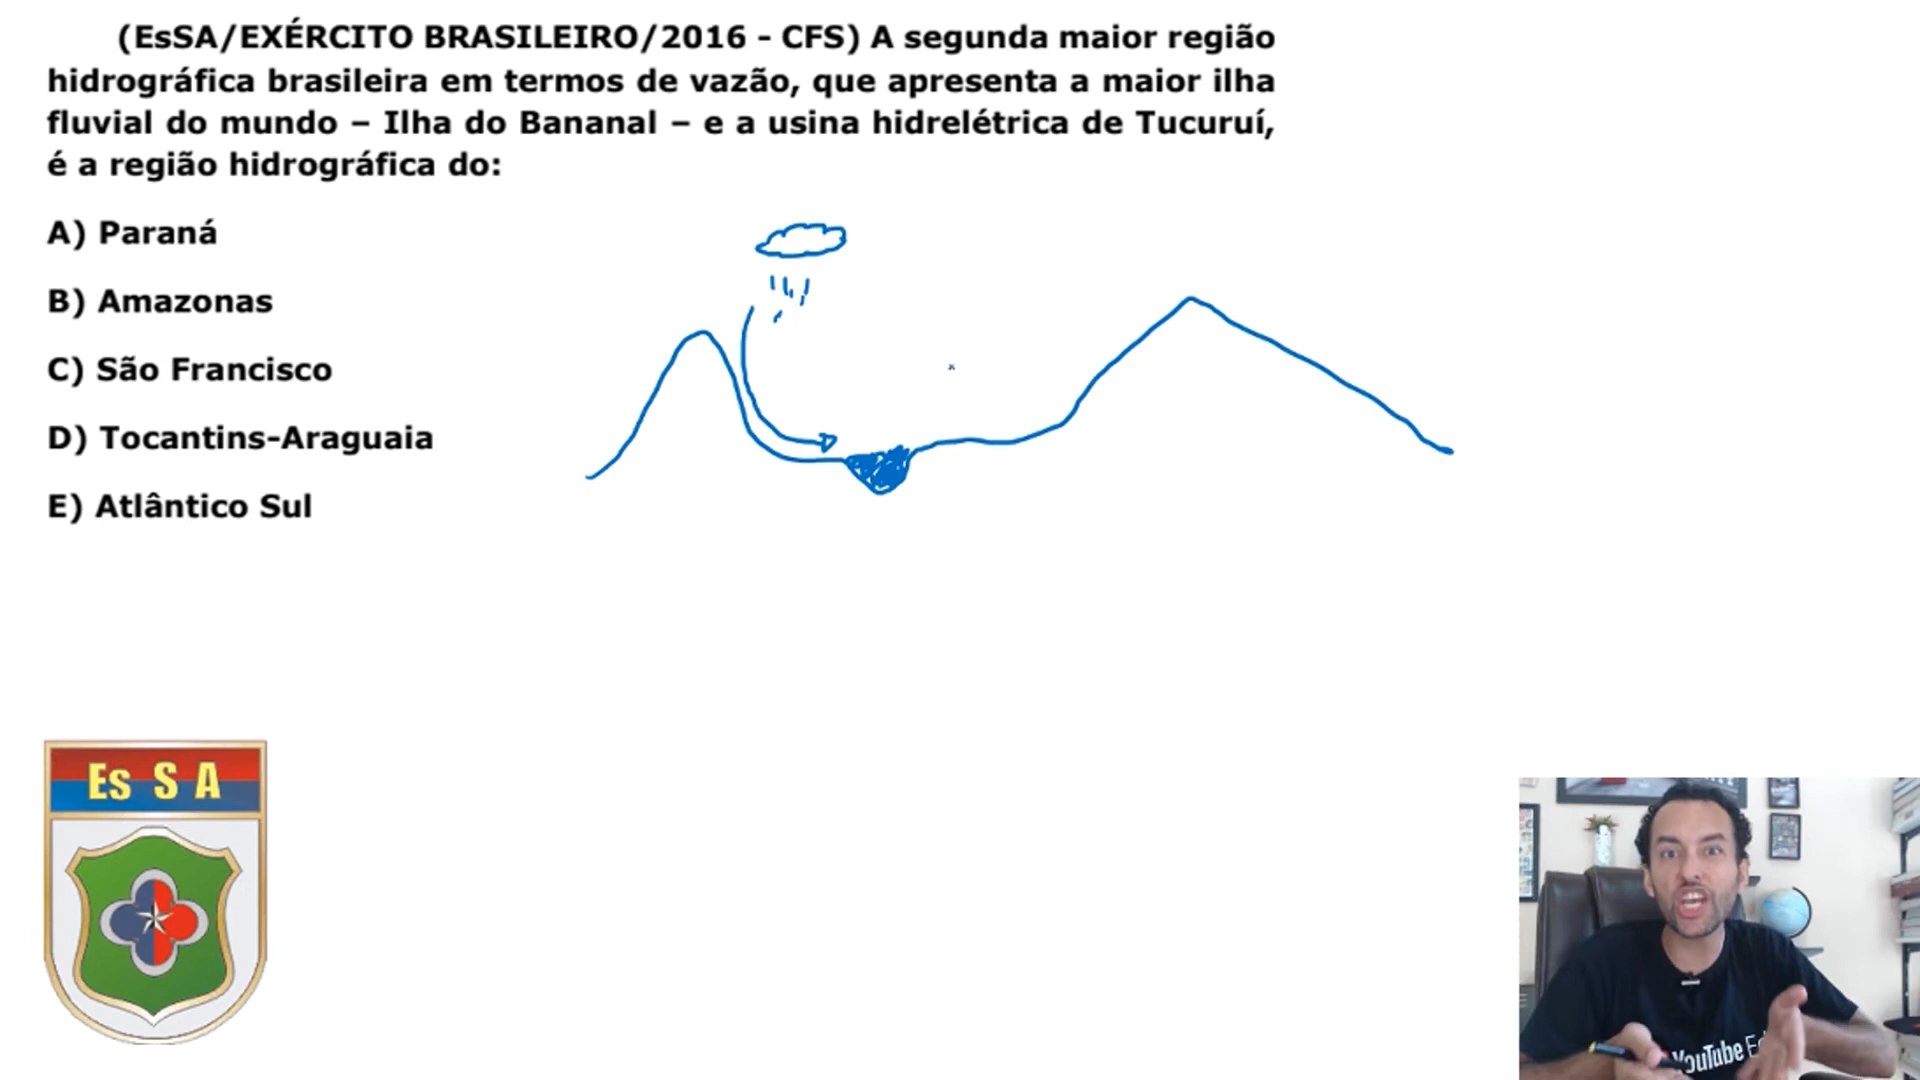 (EsSA/EXÉRCITO BRASILEIRO/2016 - CFS) A segunda maior região
hidrográfica brasileira em termos de vazão, que apresenta a maior ilha
fluvial do mundo – Ilha do Bananal – e a usina hidrelétrica de Tucuruí,
é a região hidrográfica do:
A) Paraná
B) Amazonas
C) São Francisco
D) Tocantins-Araguaia
E) Atlântico Sul
Es S A
YouTube